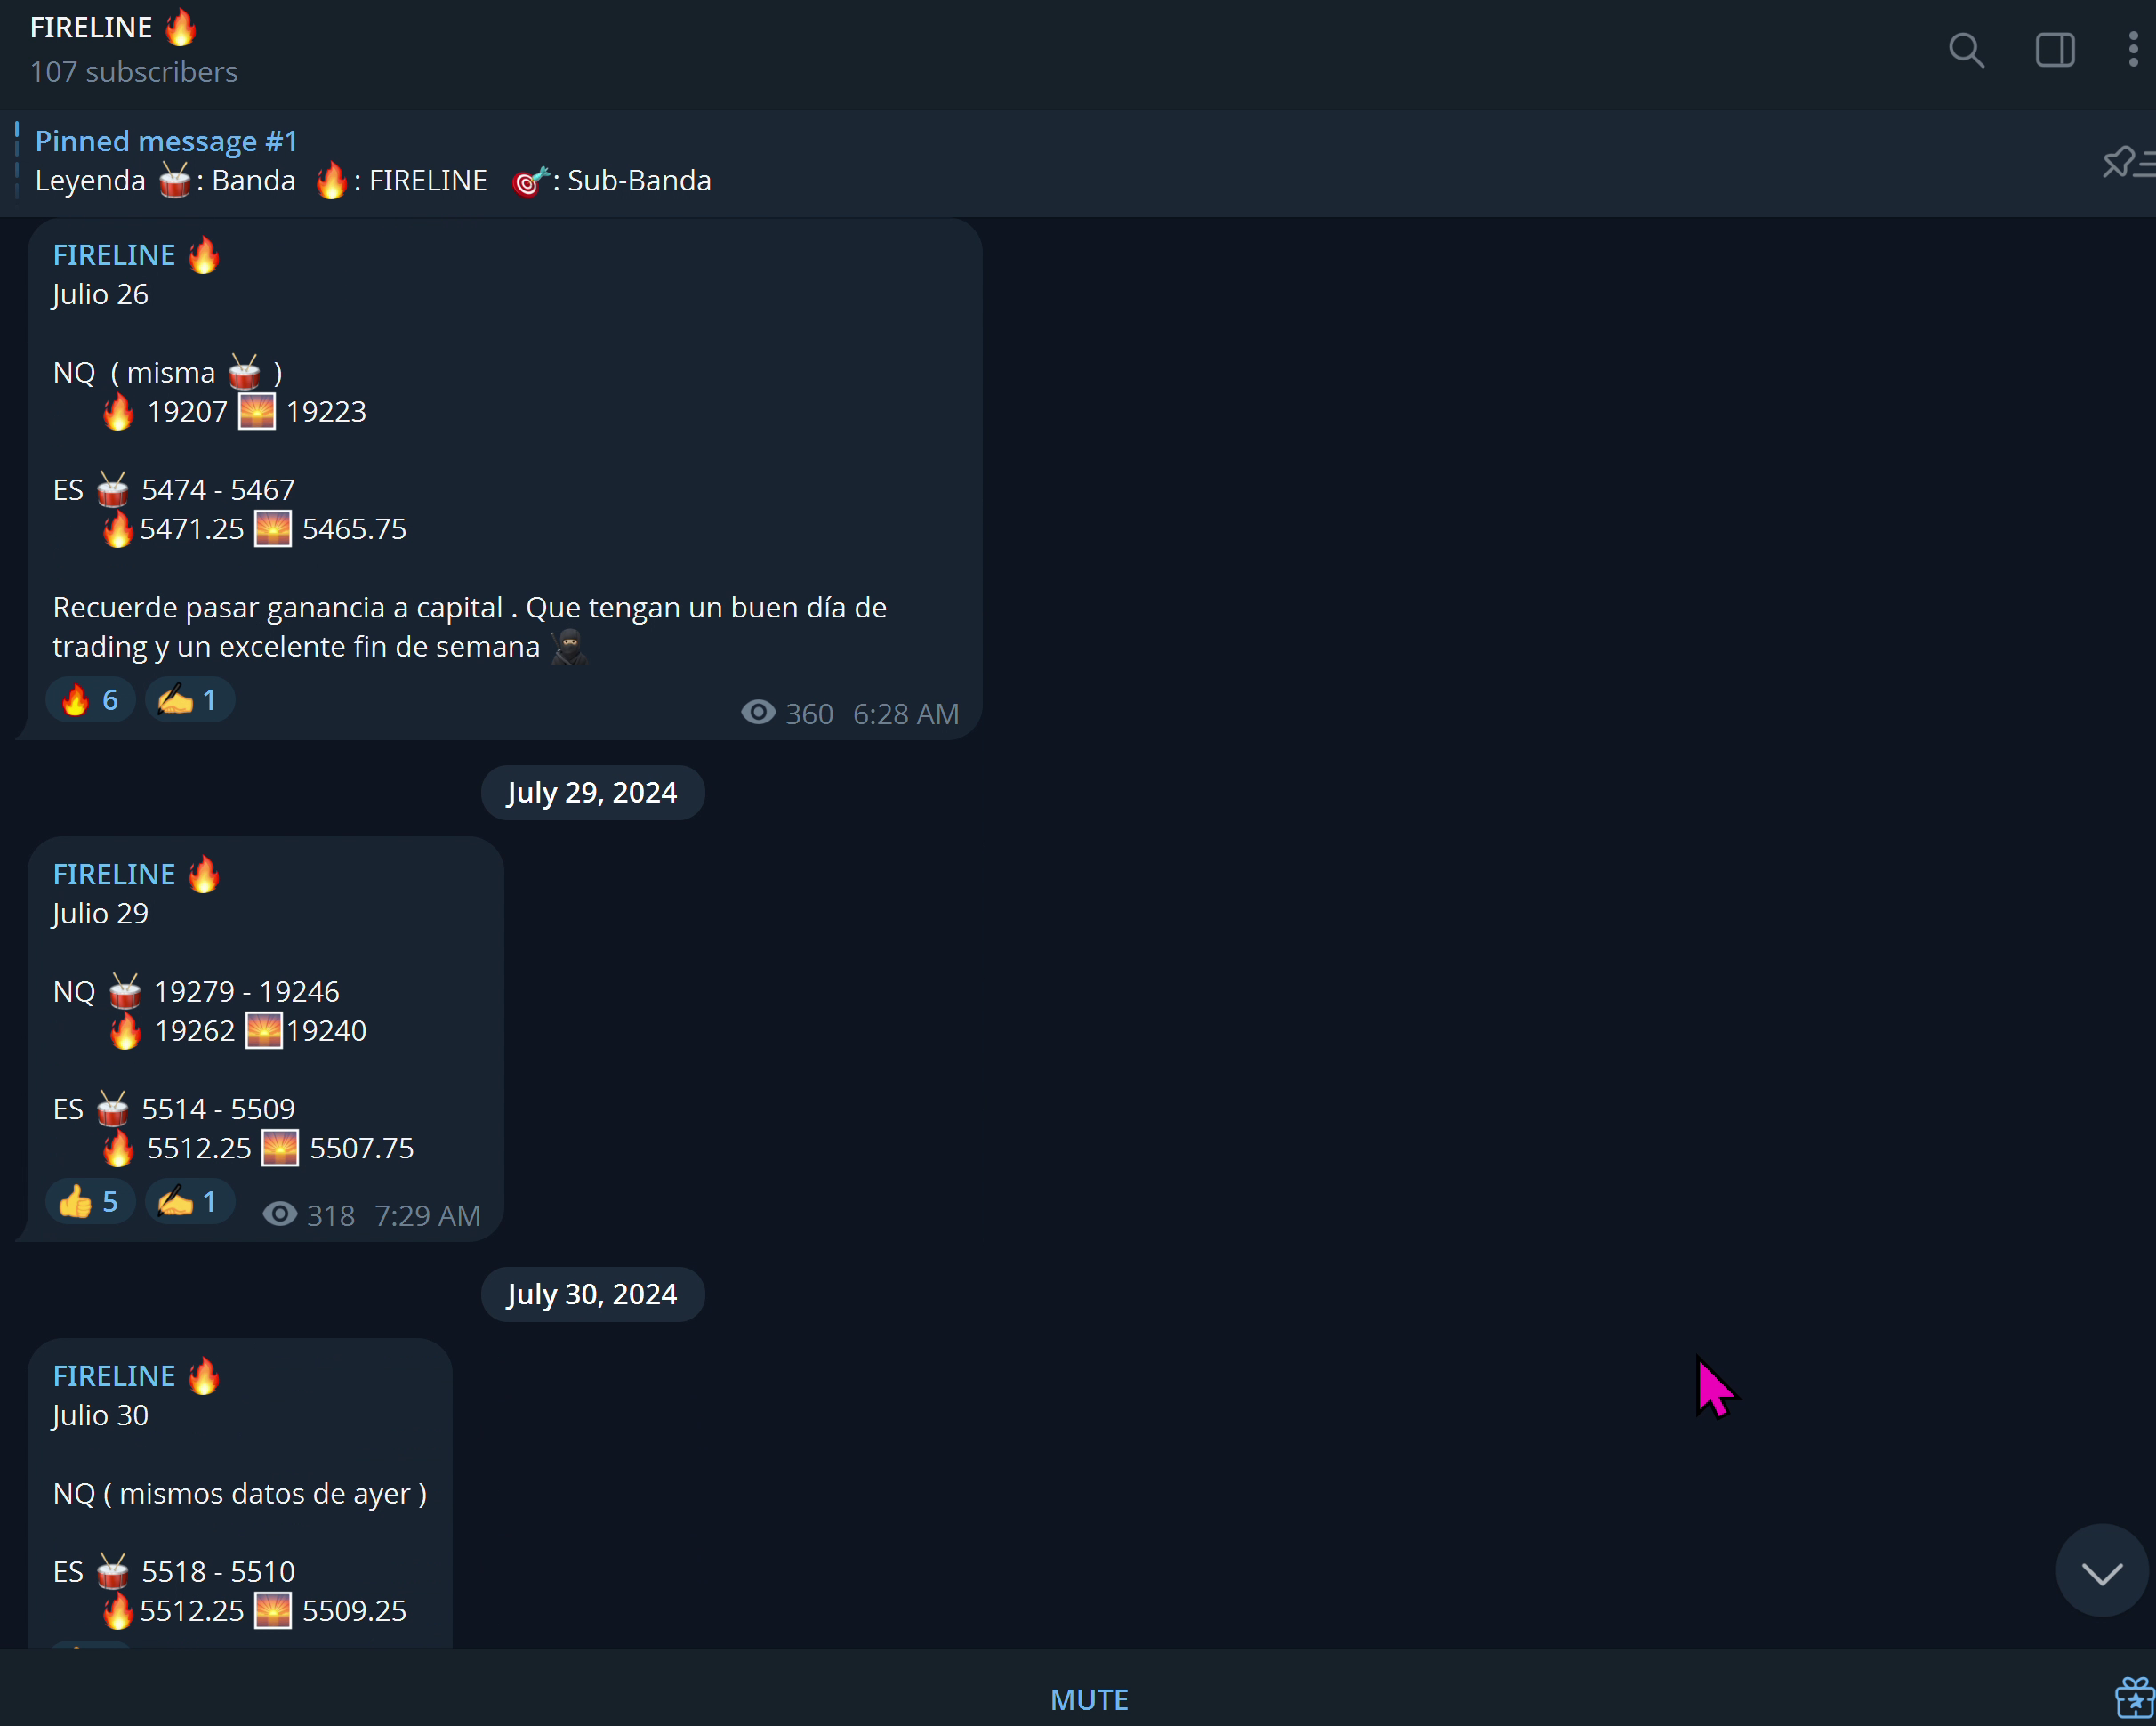 FIRELINE 🔥
107 subscribers
Pinned message #1
Leyenda 🥁: Banda 🔥: FIRELINE 🎯: Sub-Banda
FIRELINE 🔥
Julio 26
NQ ( misma 🥁 )
🔥 19207 🌅 19223
ES 🥁 5474 - 5467
🔥5471.25 🌅 5465.75
Recuerde pasar ganancia a capital . Que tengan un buen día de
trading y un excelente fin de semana 🥷
🔥 6 ✍ 1 360 6:28 AM
July 29, 2024
FIRELINE 🔥
Julio 29
NQ 🥁 19279 - 19246
🔥 19262 🌅19240
ES 🥁 5514 - 5509
🔥 5512.25 🌅 5507.75
👍 5 ✍ 1 318 7:29 AM
July 30, 2024
FIRELINE 🔥
Julio 30
NQ ( mismos datos de ayer )
ES 🥁 5518 - 5510
🔥5512.25 🌅 5509.25
MUTE